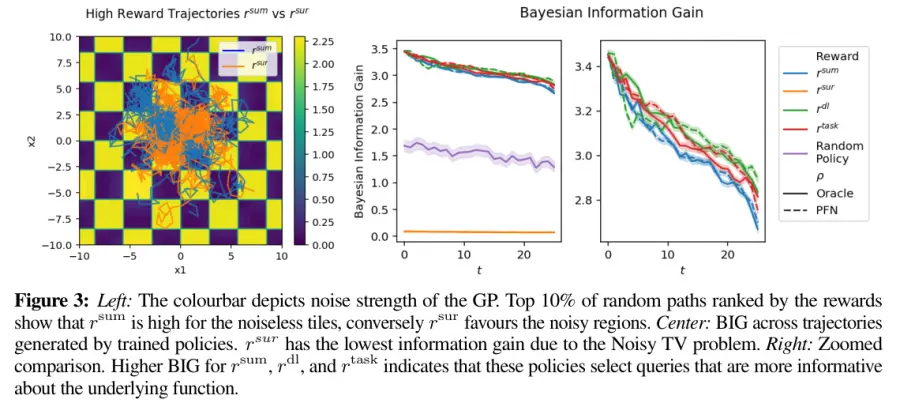 High Reward Trajectories r^sum vs r^sur
x2
10.0
7.5
5.0
2.5
0.0
−2.5
−5.0
−7.5
−10.0
−10
−5
0
5
10
x1
r^sum
r^sur
2.25
2.00
1.75
1.50
1.25
1.00
0.75
0.50
0.25
0.00
Bayesian Information Gain
Bayesian Information Gain
3.5
3.0
2.5
2.0
1.5
1.0
0.5
0.0
0
10
20
t
3.4
3.2
3.0
2.8
0
10
20
t
Reward
r^sum
r^sur
r^dl
r^task
Random
Policy
ρ
Oracle
PFN
Figure 3: Left: The colourbar depicts noise strength of the GP. Top 10% of random paths ranked by the rewards
show that r^sum is high for the noiseless tiles, conversely r^sur favours the noisy regions. Center: BIG across trajectories
generated by trained policies. r^sur has the lowest information gain due to the Noisy TV problem. Right: Zoomed
comparison. Higher BIG for r^sum, r^dl, and r^task indicates that these policies select queries that are more informative
about the underlying function.